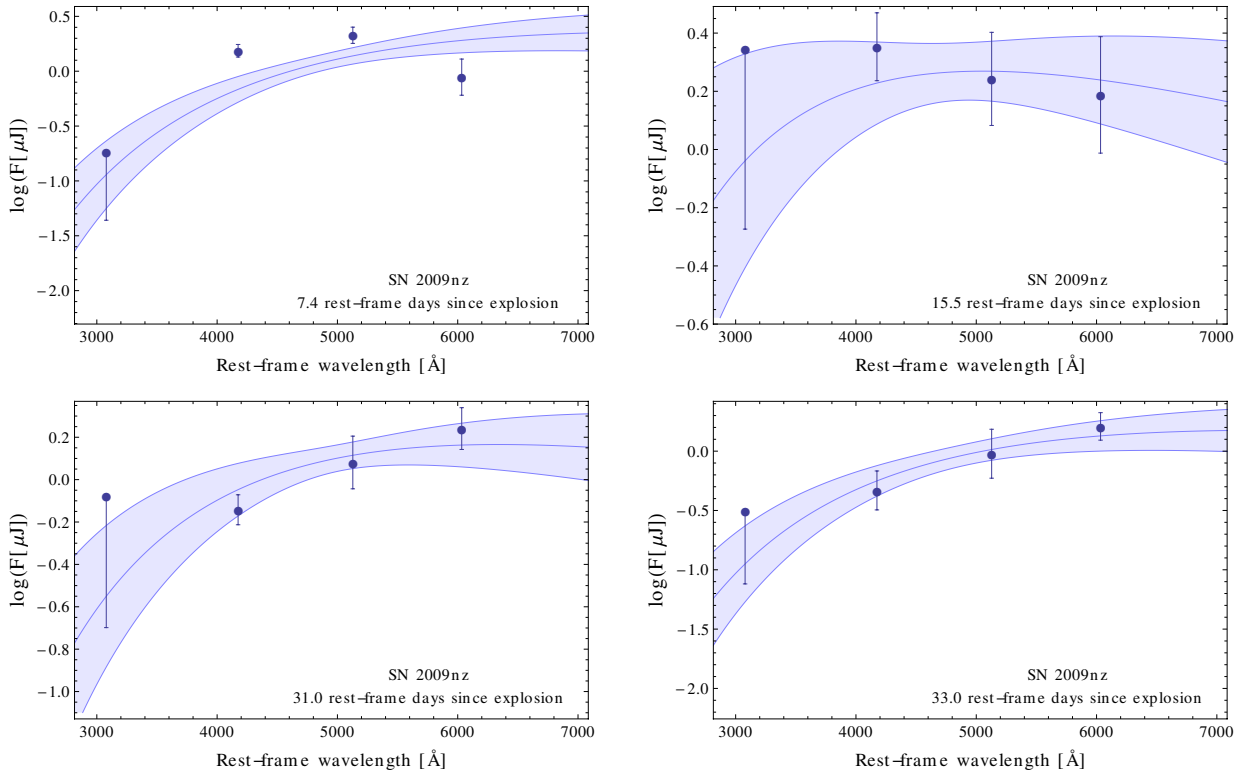 0.5
0.0
−0.5
−1.0
−1.5
−2.0
log(F[μJ])
SN 2009nz
7.4 rest−frame days since explosion
3000 4000 5000 6000 7000
Rest−frame wavelength [Å]
0.4
0.2
0.0
−0.2
−0.4
−0.6
log(F[μJ])
SN 2009nz
15.5 rest−frame days since explosion
3000 4000 5000 6000 7000
Rest−frame wavelength [Å]
0.2
0.0
−0.2
−0.4
−0.6
−0.8
−1.0
log(F[μJ])
SN 2009nz
31.0 rest−frame days since explosion
3000 4000 5000 6000 7000
Rest−frame wavelength [Å]
0.0
−0.5
−1.0
−1.5
−2.0
log(F[μJ])
SN 2009nz
33.0 rest−frame days since explosion
3000 4000 5000 6000 7000
Rest−frame wavelength [Å]